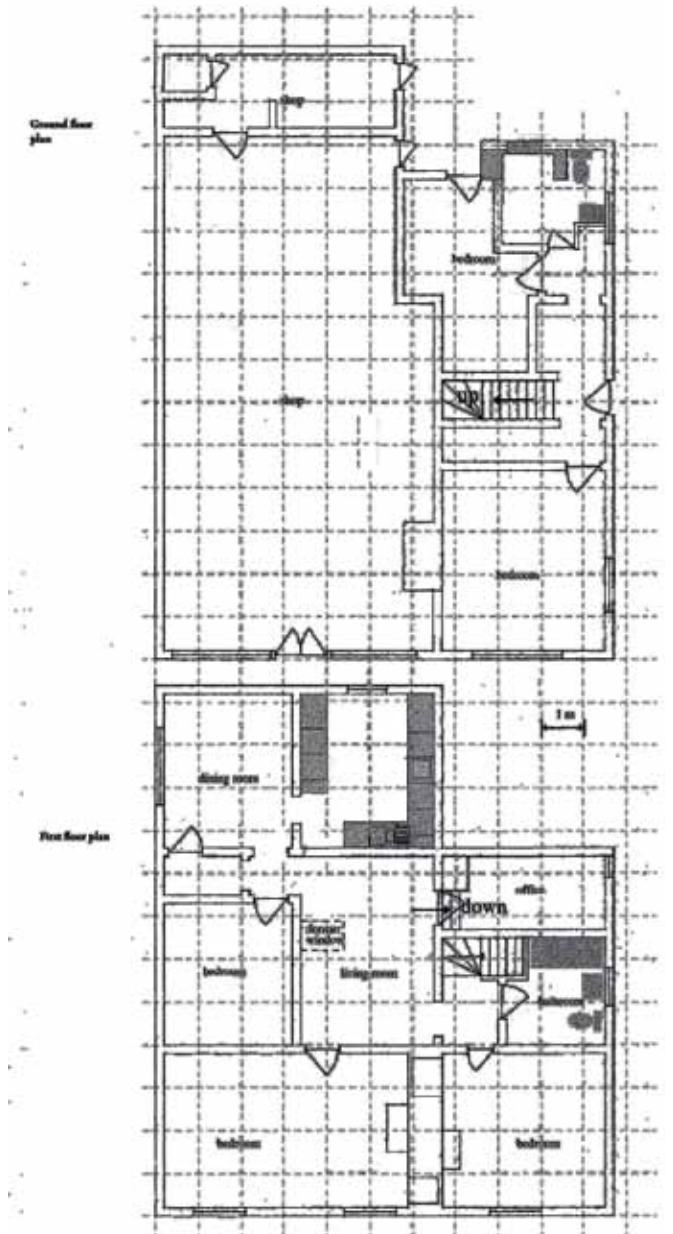 Ground floor
plan
shop
bedroom
shop
up
bedroom
1 m
dining room
First floor plan
office
down
dormer
window
bedroom
living room
bathroom
bedroom
bedroom